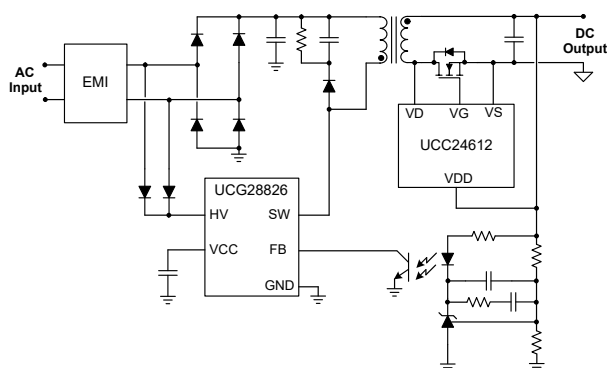 AC
Input
EMI
DC
Output
VD
VG
VS
UCC24612
VDD
UCG28826
HV
SW
VCC
FB
GND